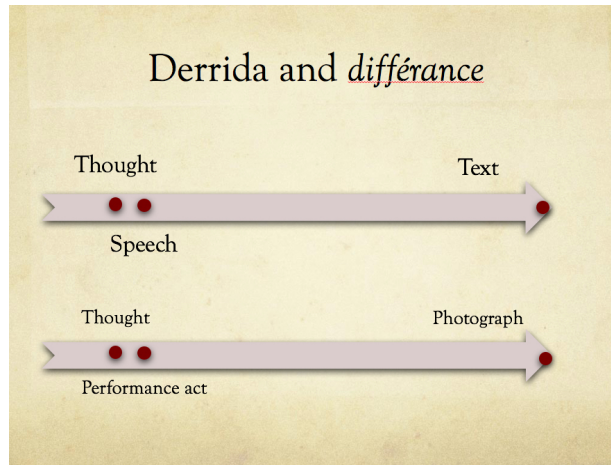 Derrida and différance
Thought
Text
Speech
Thought
Photograph
Performance act